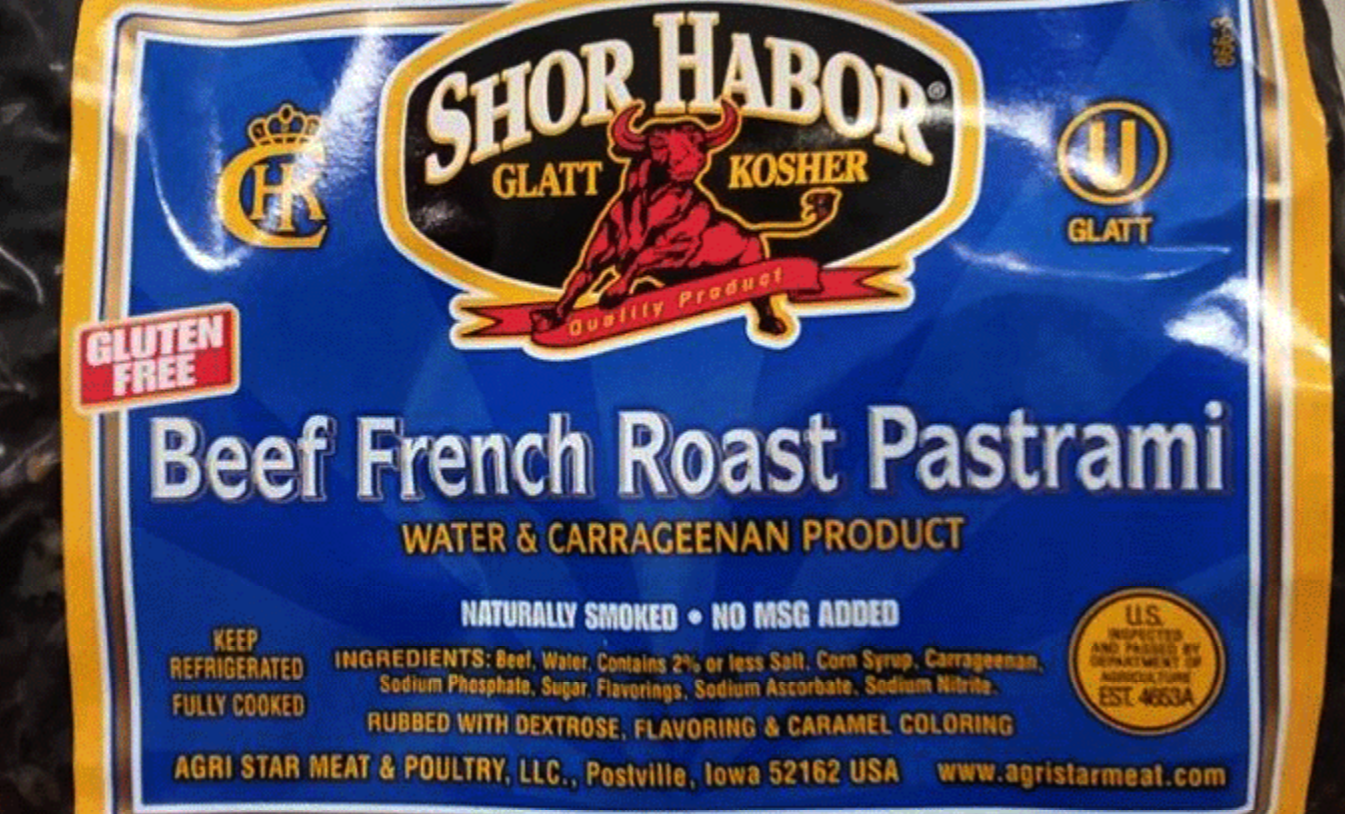 SHOR HABOR®
GLATT KOSHER
Quality Product
CHK
U
GLATT
GLUTEN
FREE
Beef French Roast Pastrami
WATER & CARRAGEENAN PRODUCT
NATURALLY SMOKED • NO MSG ADDED
KEEP
REFRIGERATED
FULLY COOKED
INGREDIENTS: Beef, Water, Contains 2% or less Salt, Corn Syrup, Carrageenan,
Sodium Phosphate, Sugar, Flavorings, Sodium Ascorbate, Sodium Nitrite.
RUBBED WITH DEXTROSE, FLAVORING & CARAMEL COLORING
U.S.
INSPECTED
AND PASSED BY
DEPARTMENT OF
AGRICULTURE
EST. 4653A
AGRI STAR MEAT & POULTRY, LLC., Postville, Iowa 52162 USA www.agristarmeat.com